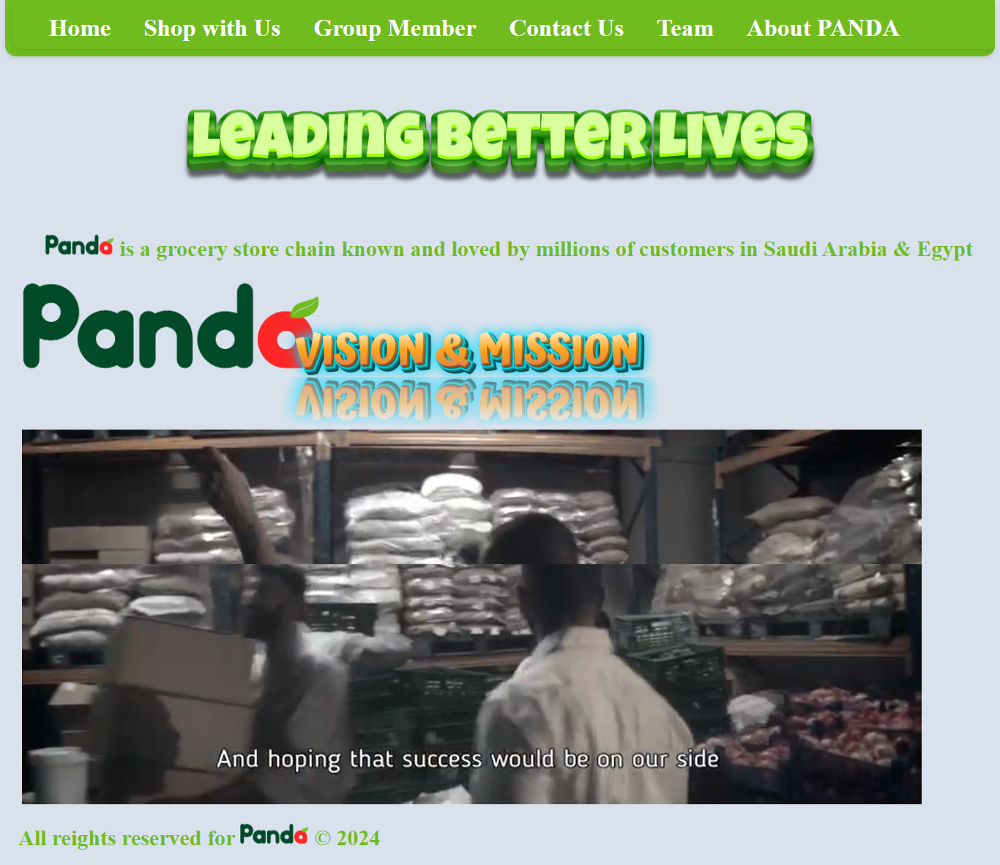 Home Shop with Us Group Member Contact Us Team About PANDA
LEADING BETTER LIVES
Panda is a grocery store chain known and loved by millions of customers in Saudi Arabia & Egypt
Panda VISION & MISSION
And hoping that success would be on our side
All reights reserved for Panda © 2024